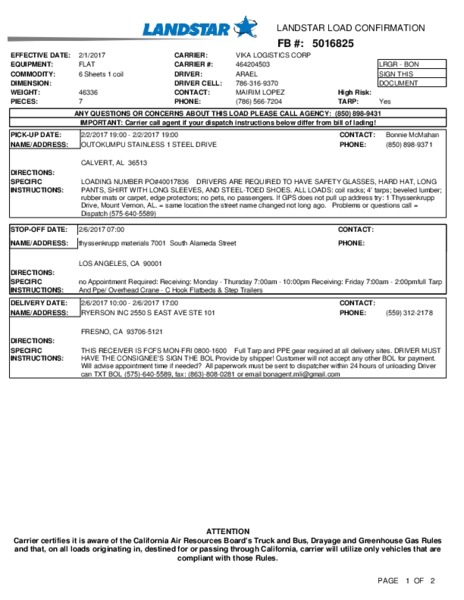 LANDSTAR LANDSTAR LOAD CONFIRMATION
FB #: 5016825
EFFECTIVE DATE: 2/1/2017 CARRIER: VIKA LOGISTICS CORP
EQUIPMENT: FLAT CARRIER #: 464204503 LRGR - BON
COMMODITY: 6 Sheets 1 coil DRIVER: ARAEL SIGN THIS
DIMENSION: DRIVER CELL: 786-316-9370 DOCUMENT
WEIGHT: 46336 CONTACT: MAIRIM LOPEZ High Risk:
PIECES: 7 PHONE: (786) 566-7204 TARP: Yes
ANY QUESTIONS OR CONCERNS ABOUT THIS LOAD PLEASE CALL AGENCY: (850) 898-9431
IMPORTANT: Carrier call agent if your dispatch instructions below differ from bill of lading!
PICK-UP DATE: 2/2/2017 19:00 - 2/2/2017 19:00 CONTACT: Bonnie McMahan
NAME/ADDRESS: OUTOKUMPU STAINLESS 1 STEEL DRIVE PHONE: (850) 898-9371
CALVERT, AL 36513
DIRECTIONS:
SPECIFIC LOADING NUMBER PO#40017836 DRIVERS ARE REQUIRED TO HAVE SAFETY GLASSES, HARD HAT, LONG
INSTRUCTIONS: PANTS, SHIRT WITH LONG SLEEVES, AND STEEL-TOED SHOES. ALL LOADS: coil racks; 4' tarps; beveled lumber;
rubber mats or carpet, edge protectors; no pets, no passengers. If GPS does not pull up address try: 1 Thyssenkrupp
Drive, Mount Vernon, AL. = same location the street name changed not long ago. Problems or questions call =
Dispatch (575-640-5589)
STOP-OFF DATE: 2/6/2017 07:00 CONTACT:
NAME/ADDRESS: thyssenkrupp materials 7001 South Alameda Street PHONE:
LOS ANGELES, CA 90001
DIRECTIONS:
SPECIFIC no Appointment Required: Receiving: Monday - Thursday 7:00am - 10:00pm Receiving: Friday 7:00am - 2:00pmfull Tarp
INSTRUCTIONS: And Ppe/ Overhead Crane - C Hook Flatbeds & Step Trailers
DELIVERY DATE: 2/6/2017 10:00 - 2/6/2017 17:00 CONTACT:
NAME/ADDRESS: RYERSON INC 2550 S EAST AVE STE 101 PHONE: (559) 312-2178
FRESNO, CA 93706-5121
DIRECTIONS:
SPECIFIC THIS RECEIVER IS FCFS MON-FRI 0800-1600 Full Tarp and PPE gear required at all delivery sites. DRIVER MUST
INSTRUCTIONS: HAVE THE CONSIGNEE'S SIGN THE BOL Provide by shipper! Customer will not accept any other BOL for payment.
Will advise appointment time if needed? All paperwork must be sent to dispatcher within 24 hours of unloading Driver
can TXT BOL (575-640-5589, fax: (863)-808-0281 or email bonagent.mli@gmail.com
ATTENTION
Carrier certifies it is aware of the California Air Resources Board's Truck and Bus, Drayage and Greenhouse Gas Rules
and that, on all loads originating in, destined for or passing through California, carrier will utilize only vehicles that are
compliant with those Rules.
PAGE 1 OF 2